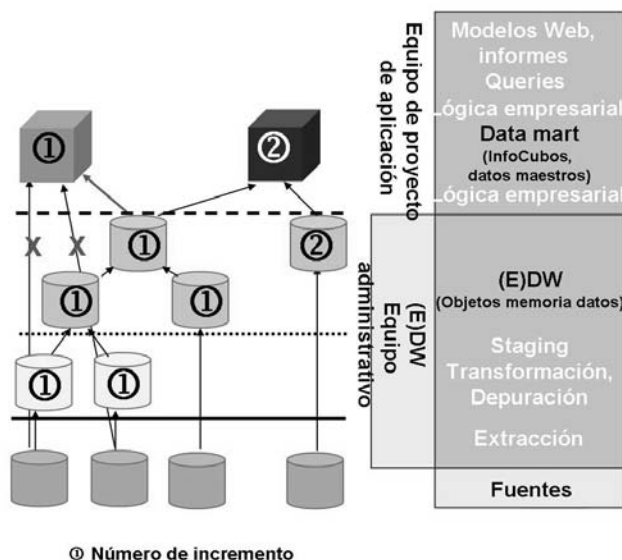 ①
②
X
X
①
②
①
①
①
①
Equipo de proyecto
de aplicación
(E)DW
Equipo
administrativo
Modelos Web,
informes
Queries
Lógica empresarial
Data mart
(InfoCubos,
datos maestros)
Lógica empresarial
(E)DW
(Objetos memoria datos)
Staging
Transformación,
Depuración
Extracción
Fuentes
① Número de incremento